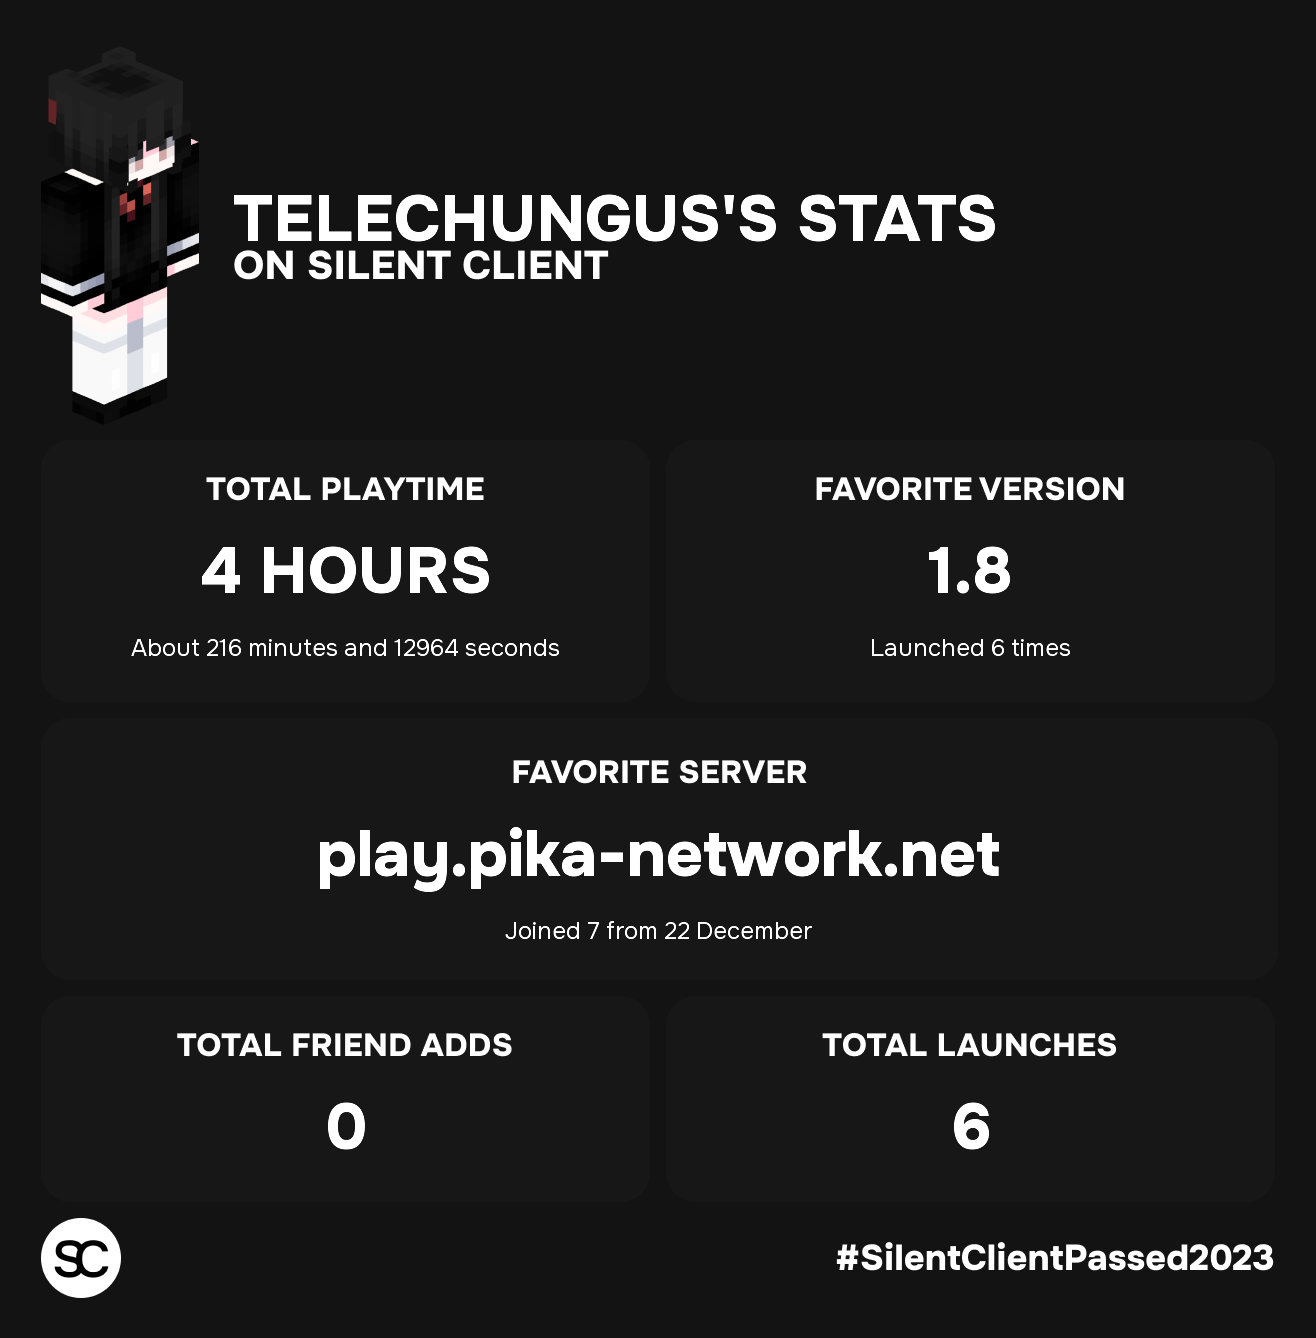 TELECHUNGUS'S STATS
ON SILENT CLIENT
TOTAL PLAYTIME
4 HOURS
About 216 minutes and 12964 seconds
FAVORITE VERSION
1.8
Launched 6 times
FAVORITE SERVER
play.pika-network.net
Joined 7 from 22 December
TOTAL FRIEND ADDS
0
TOTAL LAUNCHES
6
SC
#SilentClientPassed2023